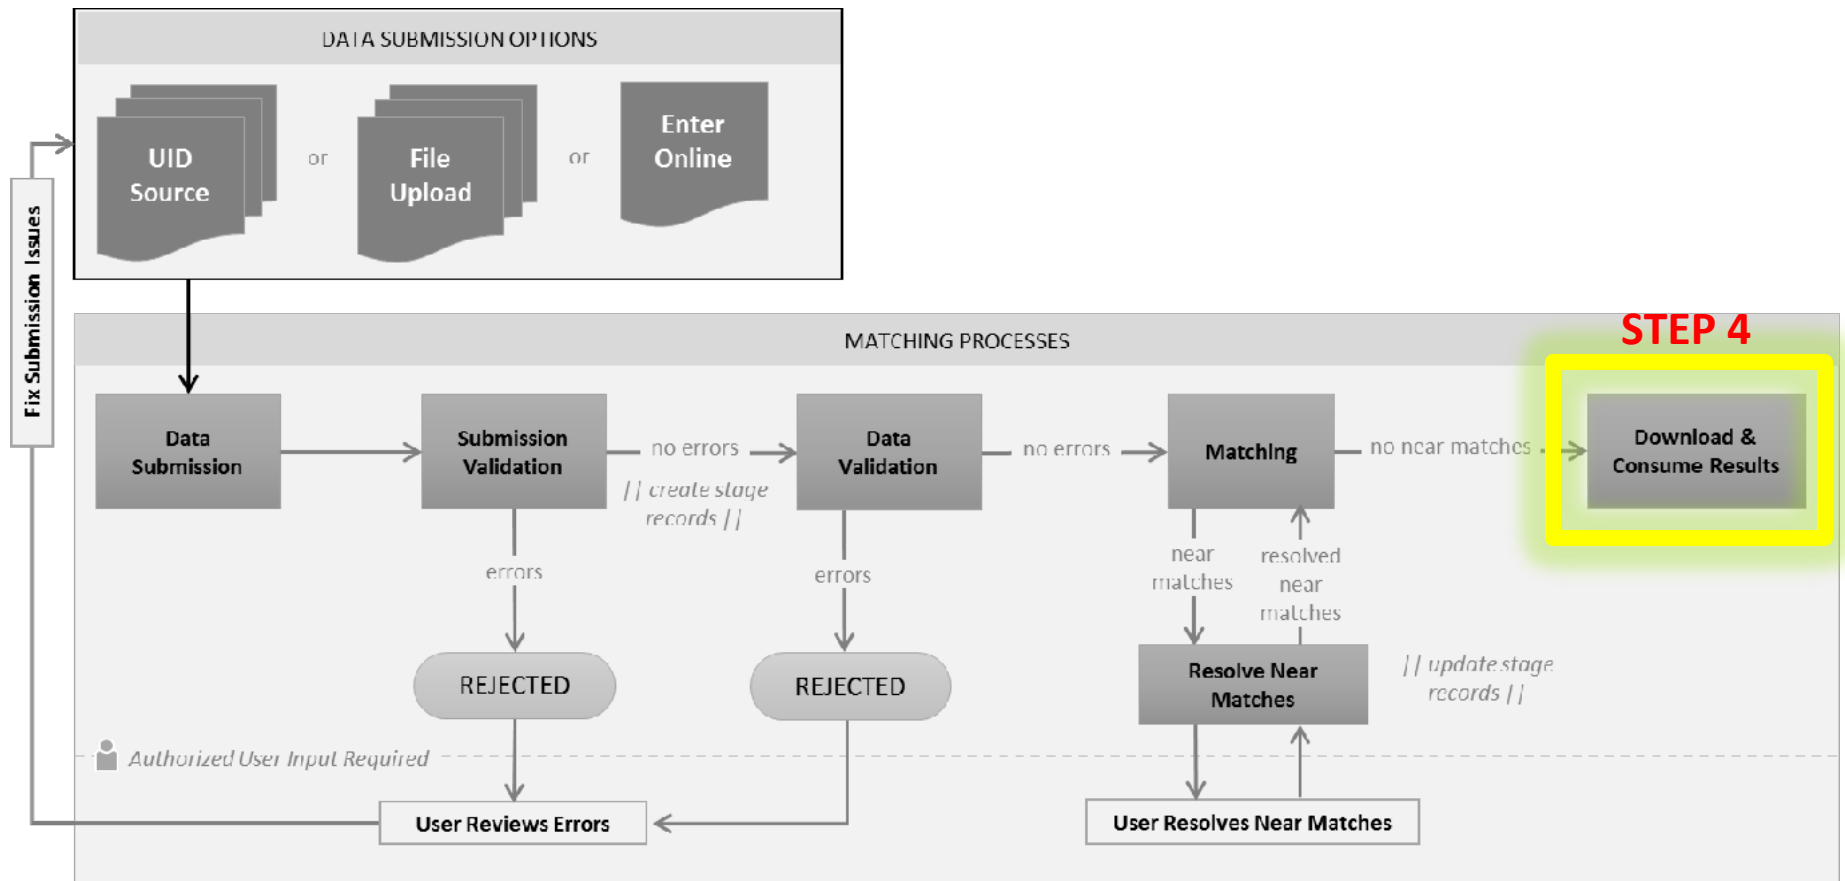 DATA SUBMISSION OPTIONS
UID
Source
or
File
Upload
or
Enter
Online
Fix Submission Issues
STEP 4
MATCHING PROCESSES
Data
Submission
Submission
Validation
no errors
|| create stage
records ||
Data
Validation
no errors
Matching
no near matches
Download &
Consume Results
errors
errors
near
matches
resolved
near
matches
REJECTED
REJECTED
Resolve Near
Matches
|| update stage
records ||
Authorized User Input Required
User Reviews Errors
User Resolves Near Matches